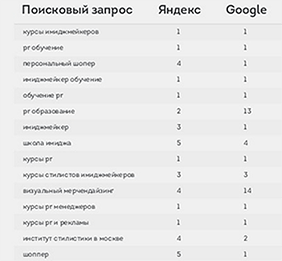 Поисковый запрос Яндекс Google
курсы имиджмейкеров 1 1
pr обучение 1 1
персональный шопер 4 1
имиджмейкер обучение 1 1
обучение pr 1 1
pr образование 2 13
имиджмейкер 3 1
школа имиджа 5 4
курсы pr 1 1
курсы стилистов имиджмейкеров 3 3
визуальный мерчендайзинг 4 14
курсы pr менеджеров 1 1
курсы pr и рекламы 1 1
институт стилистики в москве 4 2
шоппер 5 1